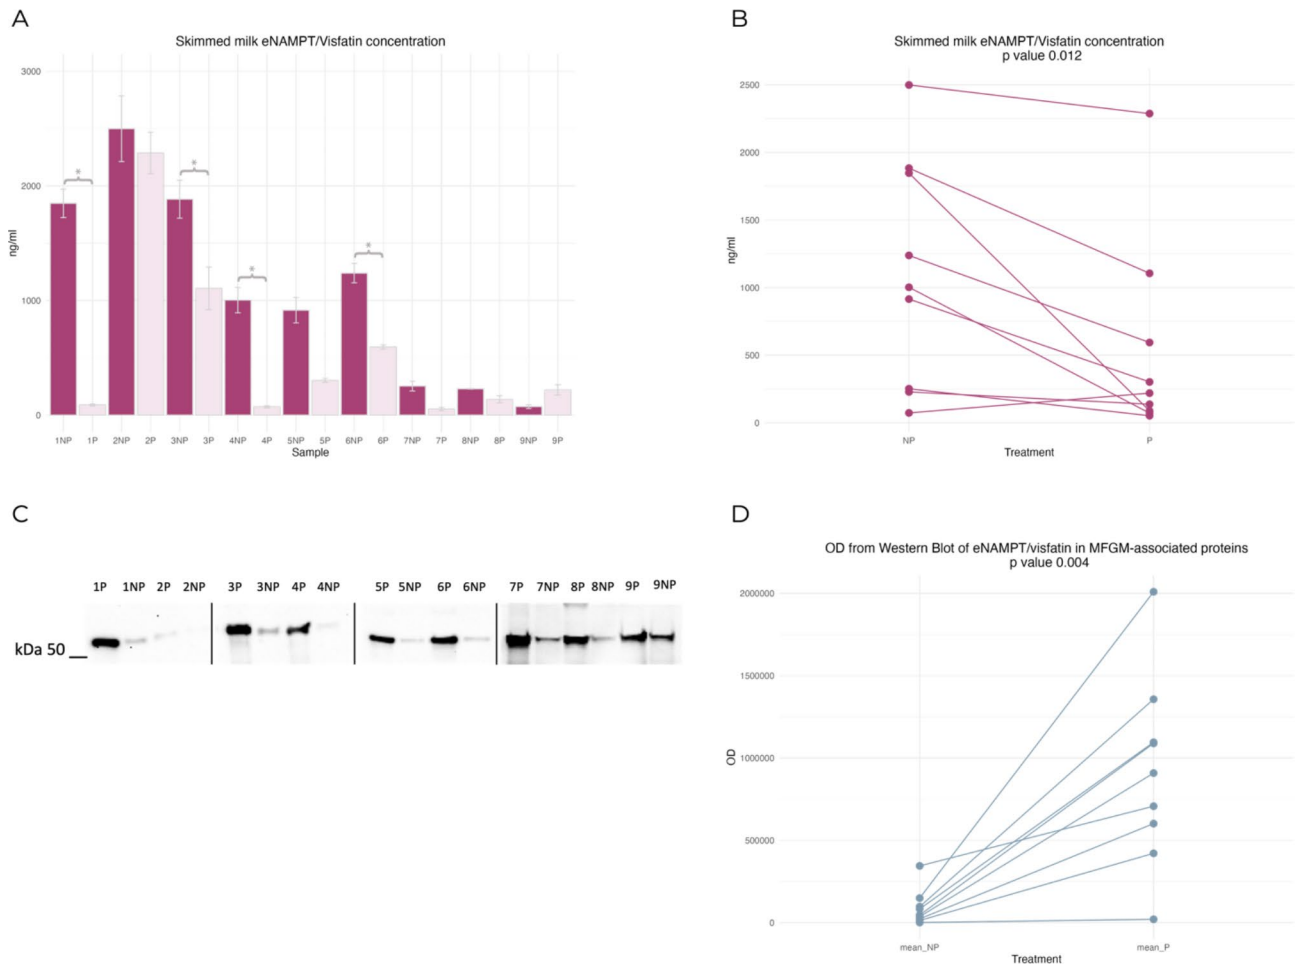 A
Skimmed milk eNAMPT/Visfatin concentration
3000
2000
1000
0
ng/ml
* * * *
1NP 1P 2NP 2P 3NP 3P 4NP 4P 5NP 5P 6NP 6P 7NP 7P 8NP 8P 9NP 9P
Sample
B
Skimmed milk eNAMPT/Visfatin concentration
p value 0.012
2500
2000
1500
1000
500
0
ng/ml
NP P
Treatment
C
1P 1NP 2P 2NP 3P 3NP 4P 4NP 5P 5NP 6P 6NP 7P 7NP 8P 8NP 9P 9NP
kDa 50
D
OD from Western Blot of eNAMPT/visfatin in MFGM-associated proteins
p value 0.004
2000000
1500000
1000000
500000
0
OD
mean_NP mean_P
Treatment